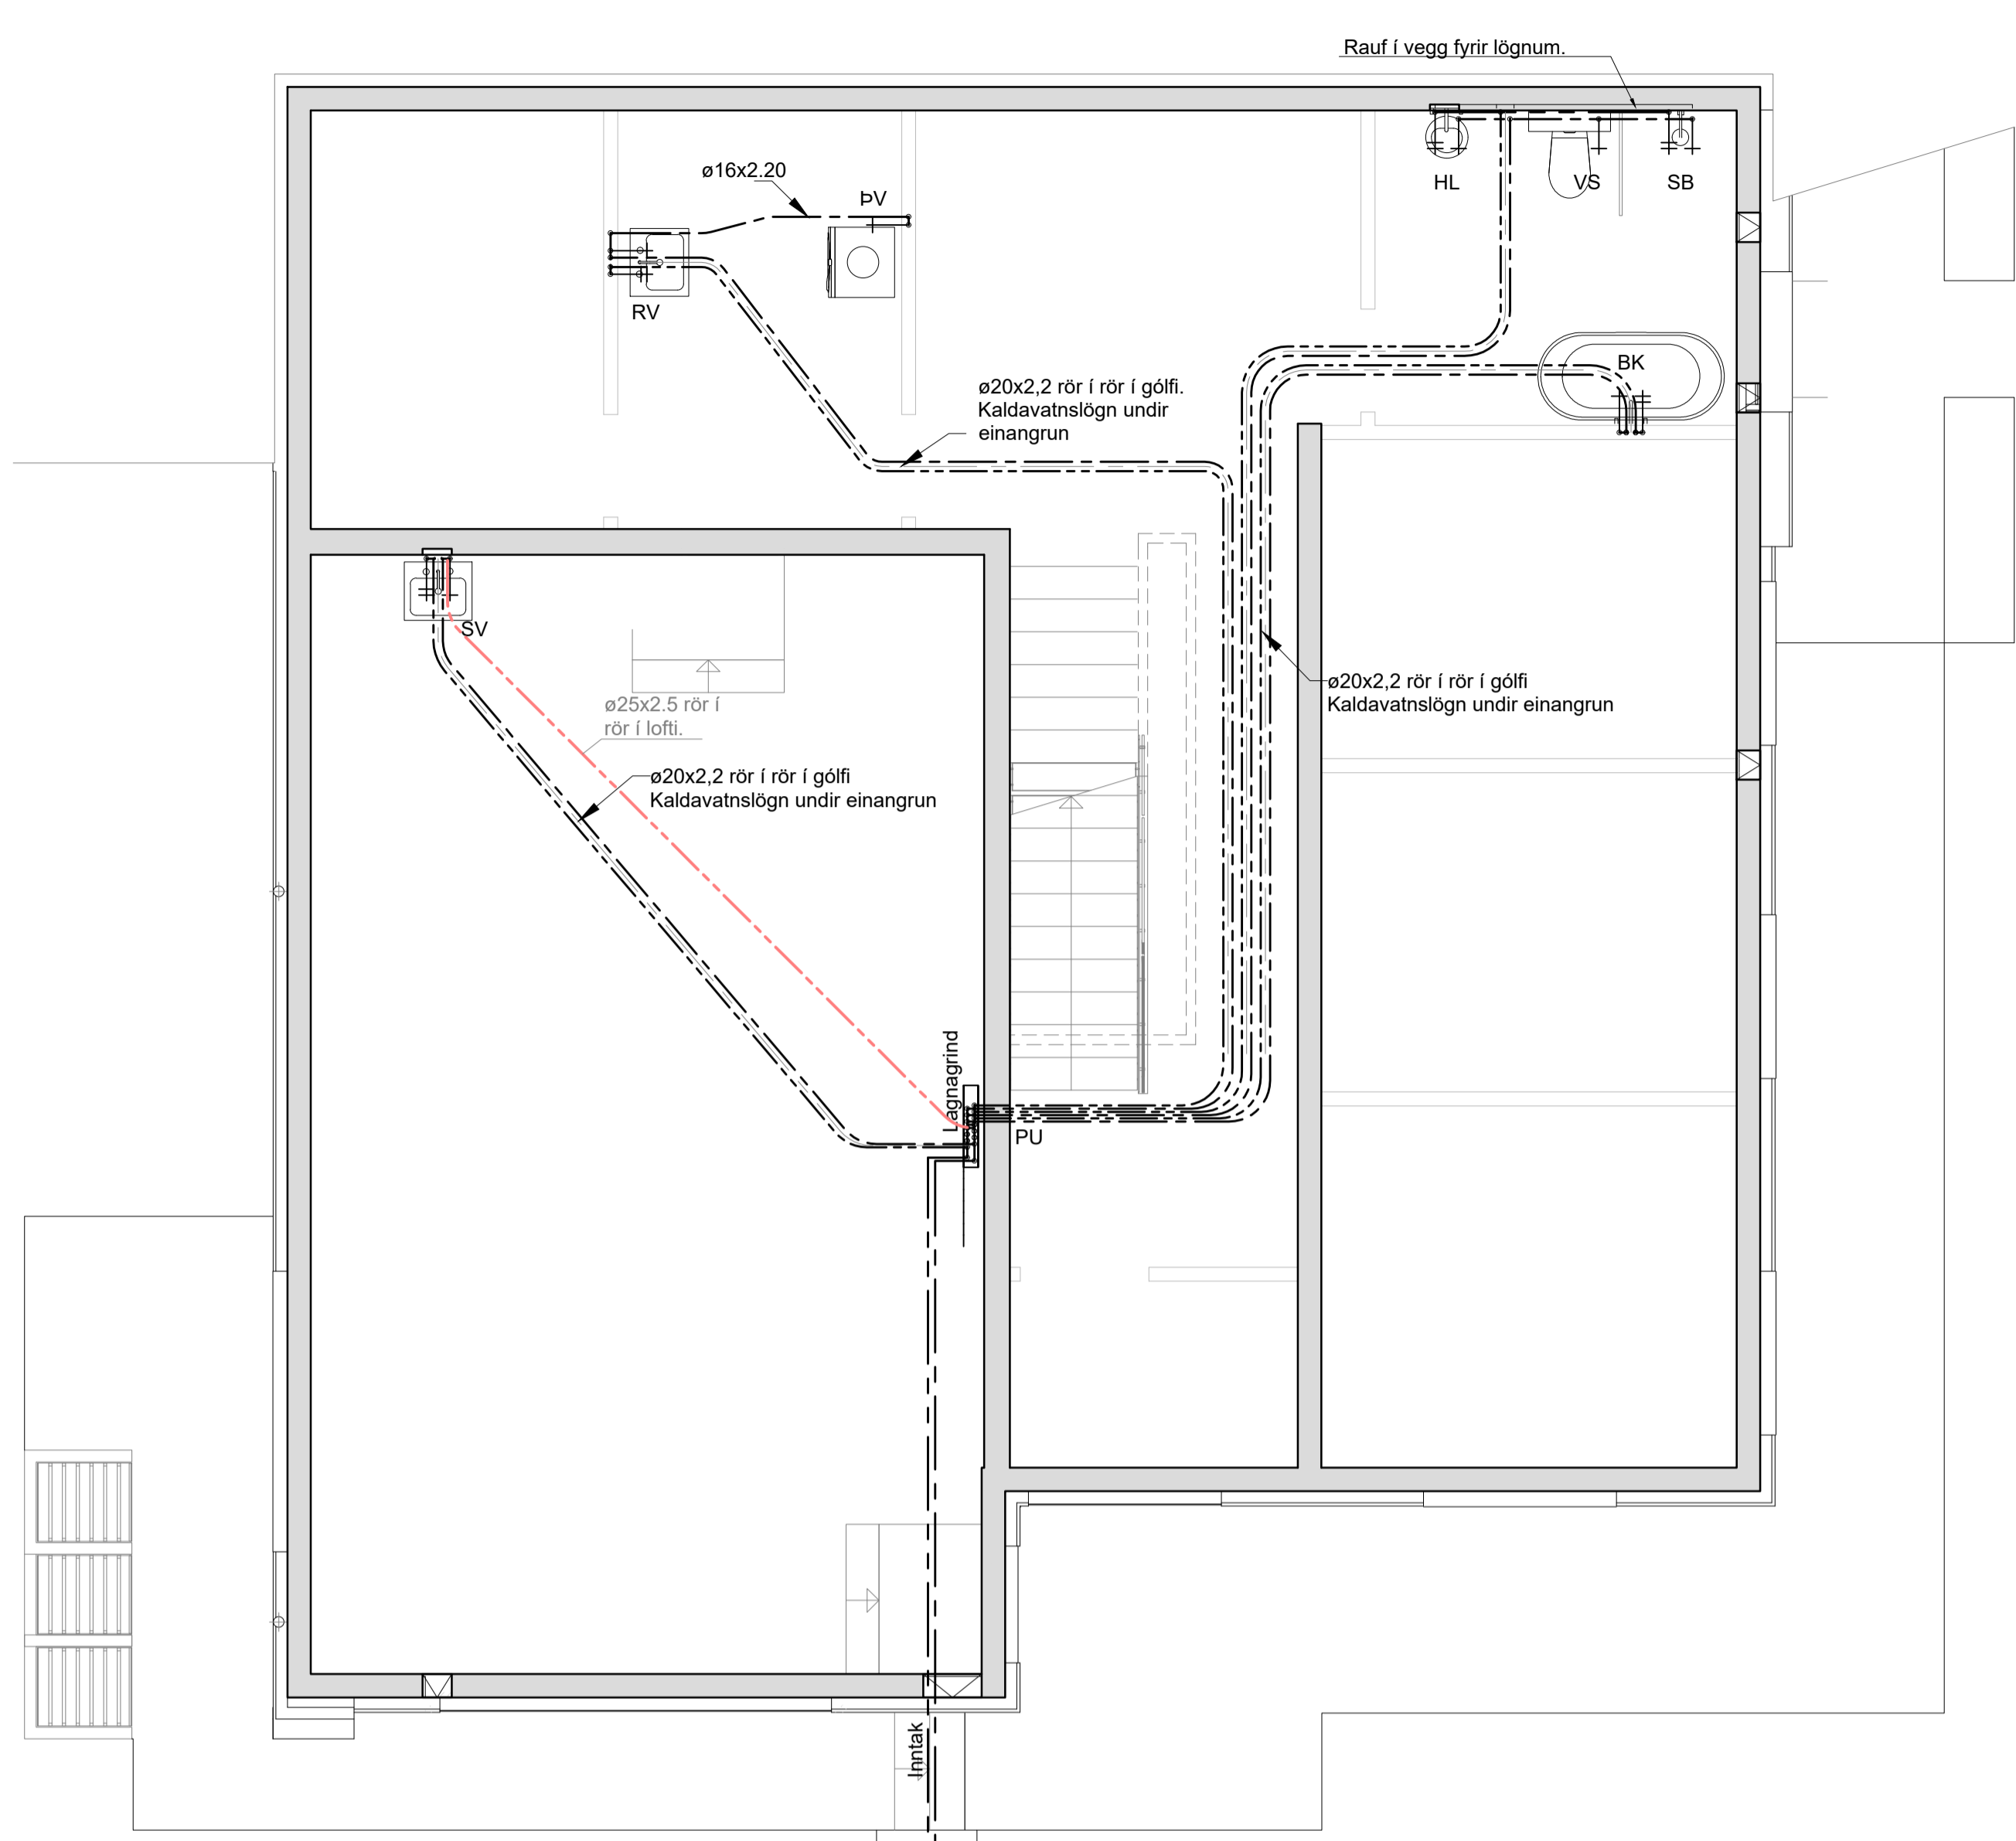 Rauf í vegg fyrir lögnum.
ø16x2.20
ÞV
HL
VS
SB
RV
BK
ø20x2,2 rör í rör í gólfi.
Kaldavatnslögn undir
einangrun
SV
ø25x2.5 rör í
rör í lofti.
ø20x2,2 rör í rör í gólfi
Kaldavatnslögn undir einangrun
ø20x2,2 rör í rör í gólfi
Kaldavatnslögn undir einangrun
Lagnagrind
PU
Inntak